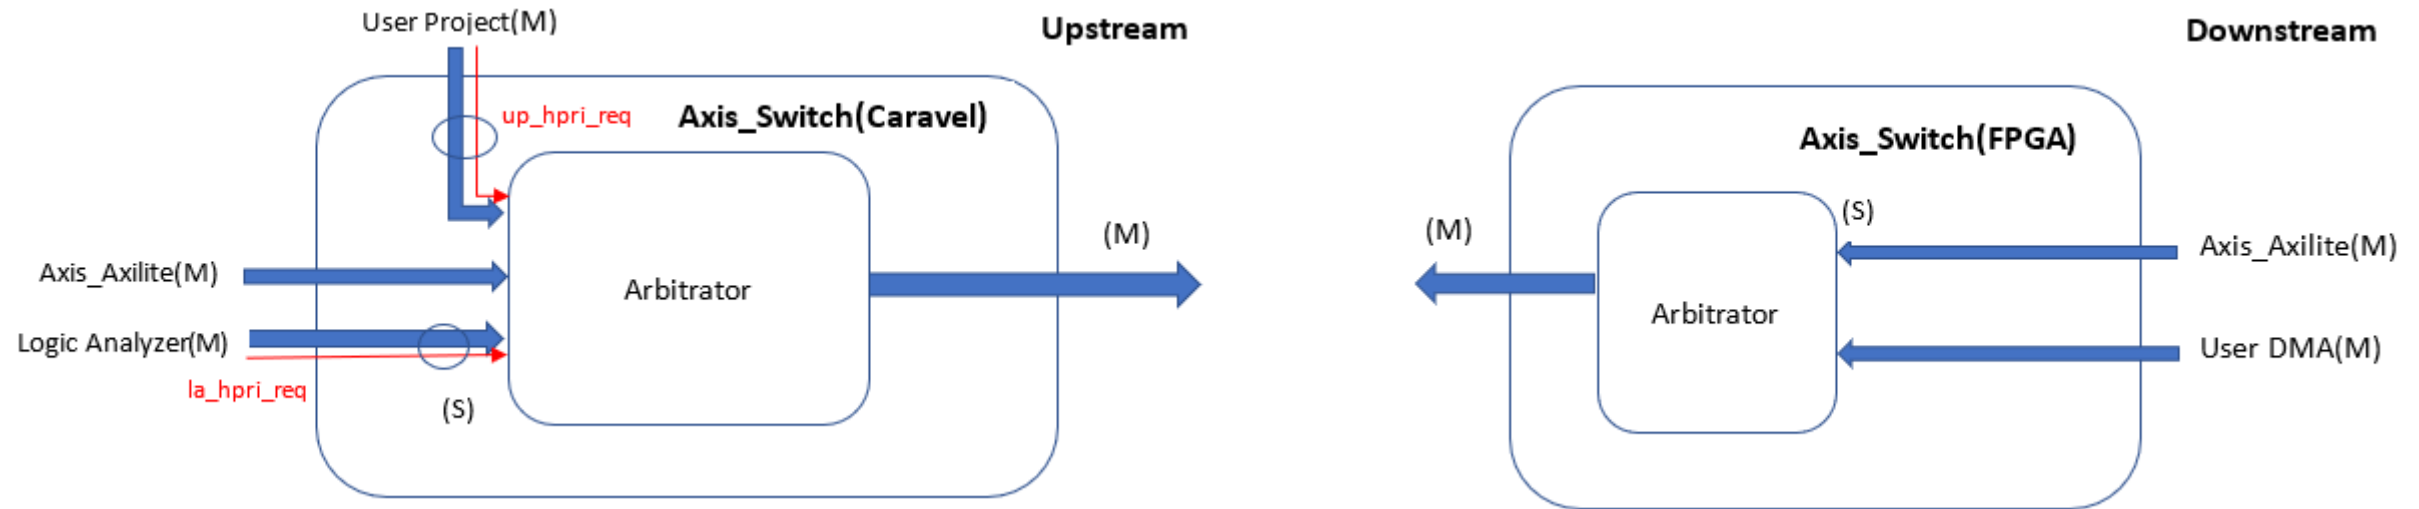 User Project(M)
Upstream
up_hpri_req
Axis_Switch(Caravel)
Axis_Axilite(M)
Arbitrator
(M)
Logic Analyzer(M)
la_hpri_req
(S)
Downstream
Axis_Switch(FPGA)
(S)
(M)
Axis_Axilite(M)
Arbitrator
User DMA(M)